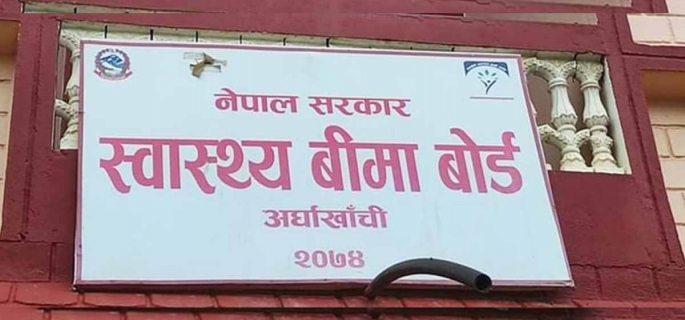 नेपाल सरकार
स्वास्थ्य बीमा बोर्ड
अर्घाखाँची
२०७४